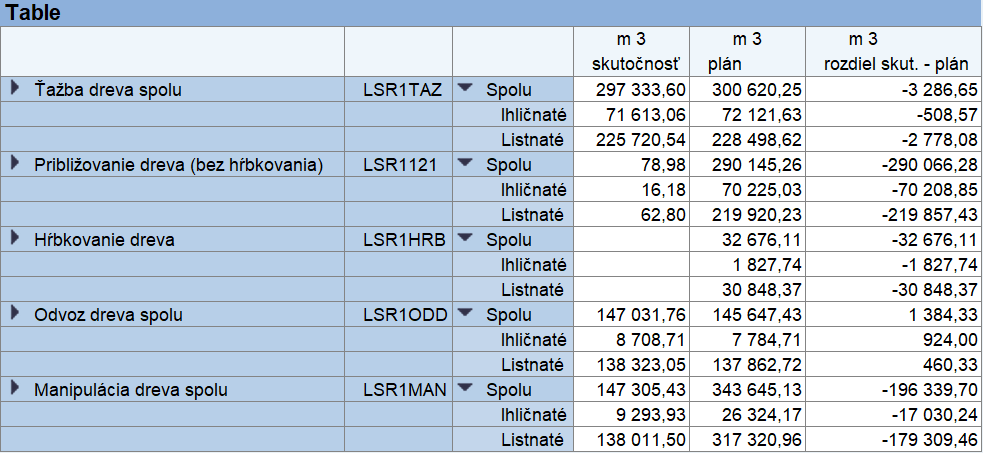 Table
m 3 m 3 m 3
skutočnosť plán rozdiel skut. - plán
Ťažba dreva spolu LSR1TAZ Spolu 297 333,60 300 620,25 -3 286,65
Ihličnaté 71 613,06 72 121,63 -508,57
Listnaté 225 720,54 228 498,62 -2 778,08
Približovanie dreva (bez hŕbkovania) LSR1121 Spolu 78,98 290 145,26 -290 066,28
Ihličnaté 16,18 70 225,03 -70 208,85
Listnaté 62,80 219 920,23 -219 857,43
Hŕbkovanie dreva LSR1HRB Spolu 32 676,11 -32 676,11
Ihličnaté 1 827,74 -1 827,74
Listnaté 30 848,37 -30 848,37
Odvoz dreva spolu LSR1ODD Spolu 147 031,76 145 647,43 1 384,33
Ihličnaté 8 708,71 7 784,71 924,00
Listnaté 138 323,05 137 862,72 460,33
Manipulácia dreva spolu LSR1MAN Spolu 147 305,43 343 645,13 -196 339,70
Ihličnaté 9 293,93 26 324,17 -17 030,24
Listnaté 138 011,50 317 320,96 -179 309,46